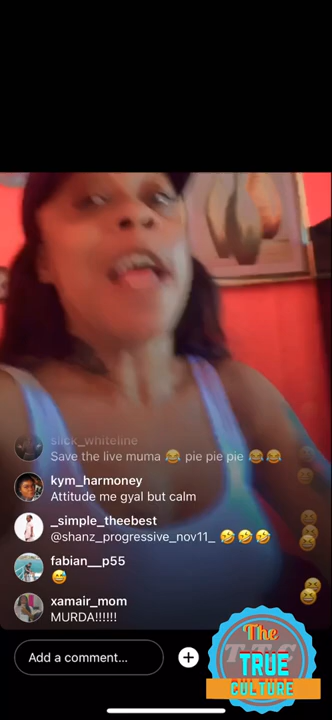 slick_whiteline
Save the live muma 😂 pie pie pie 😂 😂
kym_harmoney
Attitude me gyal but calm
_simple_theebest
@shanz_progressive_nov11_ 🤣🤣🤣
fabian__p55
😅
xamair_mom
MURDA!!!!!!
Add a comment...
The
TTC
TRUE
CULTURE